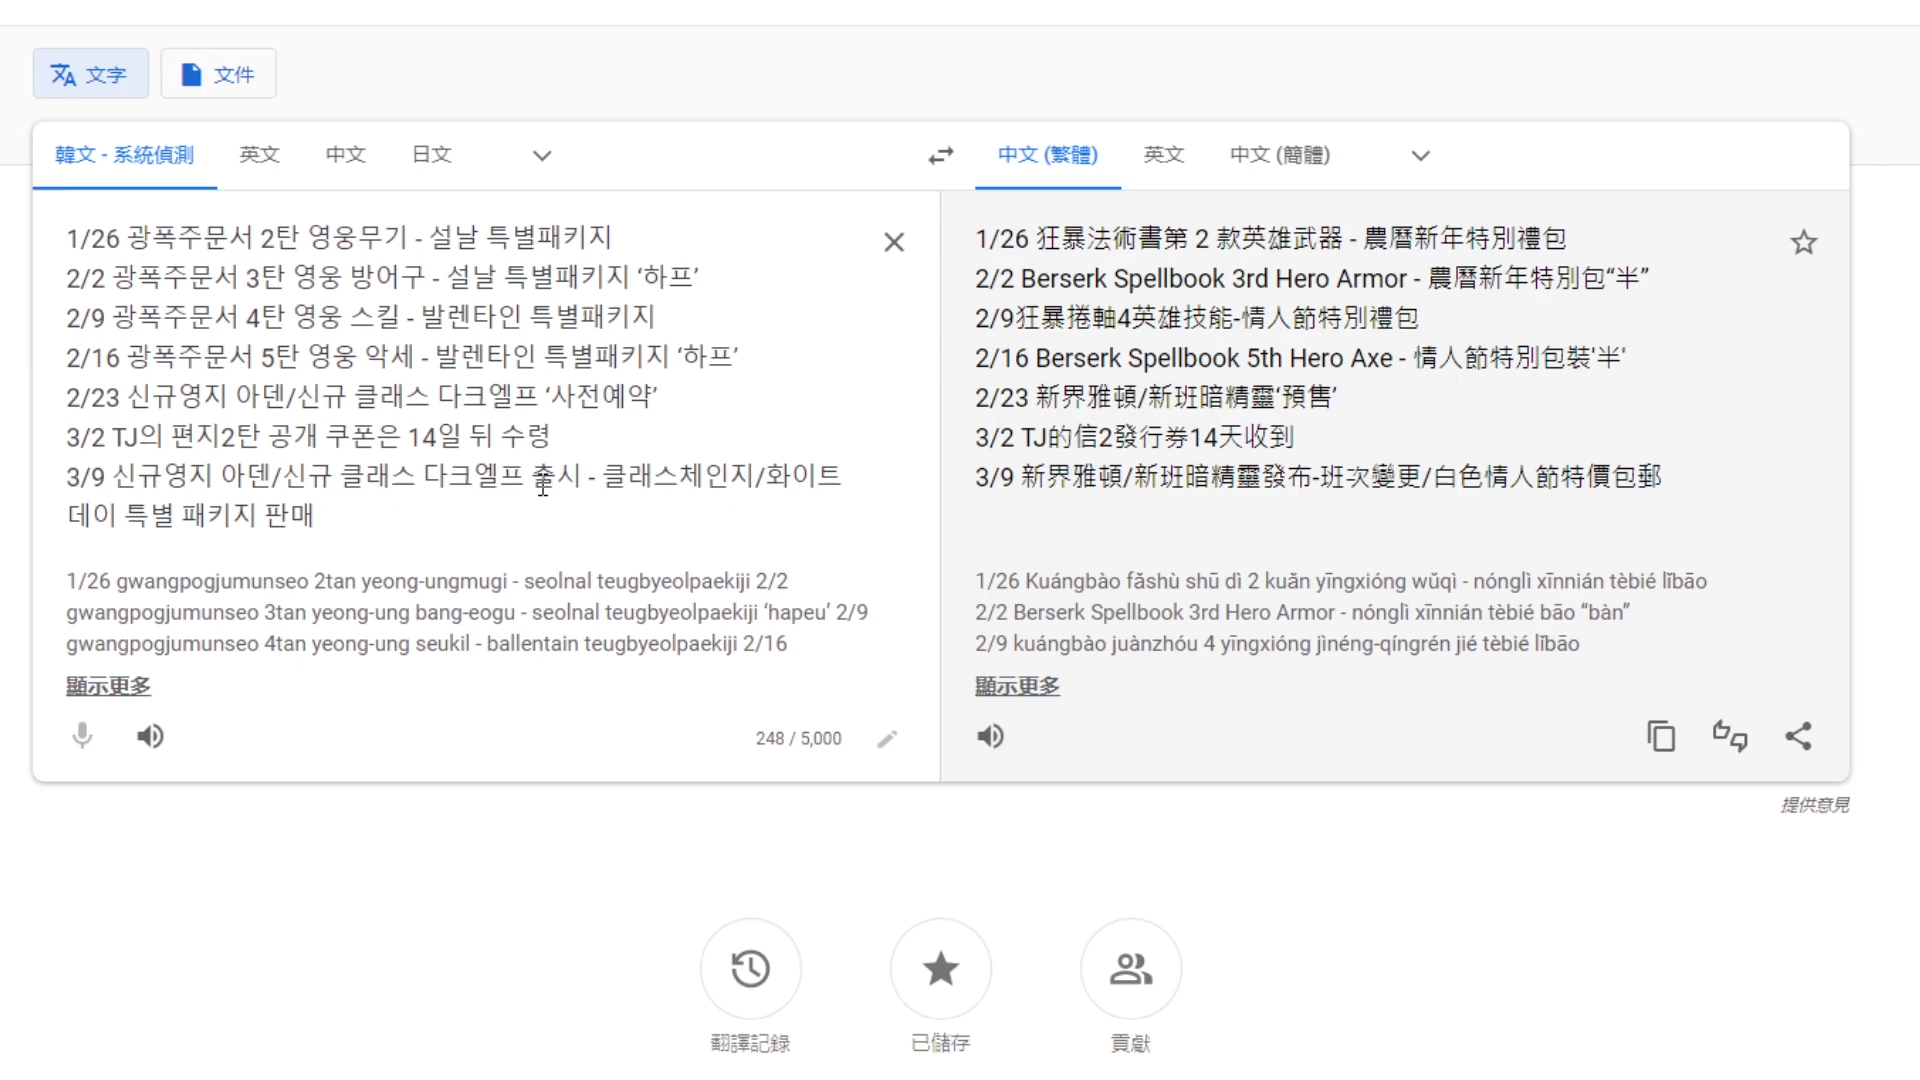 文字
文件
韓文 - 系統偵測
英文
中文
日文
中文 (繁體)
英文
中文 (簡體)
1/26 광폭주문서 2탄 영웅무기 - 설날 특별패키지
2/2 광폭주문서 3탄 영웅 방어구 - 설날 특별패키지 ‘하프’
2/9 광폭주문서 4탄 영웅 스킬 - 발렌타인 특별패키지
2/16 광폭주문서 5탄 영웅 악세 - 발렌타인 특별패키지 ‘하프’
2/23 신규영지 아덴/신규 클래스 다크엘프 ‘사전예약’
3/2 TJ의 편지2탄 공개 쿠폰은 14일 뒤 수령
3/9 신규영지 아덴/신규 클래스 다크엘프 출시 - 클래스체인지/화이트
데이 특별 패키지 판매
1/26 gwangpogjumunseo 2tan yeong-ungmugi - seolnal teugbyeolpaekiji 2/2
gwangpogjumunseo 3tan yeong-ung bang-eogu - seolnal teugbyeolpaekiji ‘hapeu’ 2/9
gwangpogjumunseo 4tan yeong-ung seukil - ballentain teugbyeolpaekiji 2/16
顯示更多
248 / 5,000
1/26 狂暴法術書第 2 款英雄武器 - 農曆新年特別禮包
2/2 Berserk Spellbook 3rd Hero Armor - 農曆新年特別包“半”
2/9狂暴捲軸4英雄技能-情人節特別禮包
2/16 Berserk Spellbook 5th Hero Axe - 情人節特別包裝'半'
2/23 新界雅頓/新班暗精靈‘預售’
3/2 TJ的信2發行券14天收到
3/9 新界雅頓/新班暗精靈發布-班次變更/白色情人節特價包郵
1/26 Kuángbào fǎshù shū dì 2 kuǎn yīngxióng wǔqì - nónglì xīnnián tèbié lǐbāo
2/2 Berserk Spellbook 3rd Hero Armor - nónglì xīnnián tèbié bāo “bàn”
2/9 kuángbào juànzhóu 4 yīngxióng jìnéng-qíngrén jié tèbié lǐbāo
顯示更多
提供意見
翻譯記錄
已儲存
貢獻